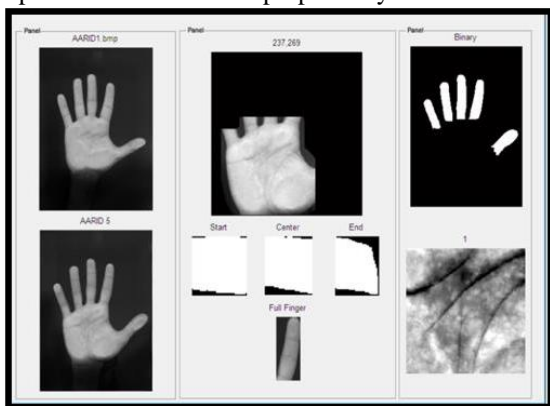 Panel
AARID1.bmp
AARID 5
Panel
237,269
Start
Center
End
Full Finger
Panel
Binary
1